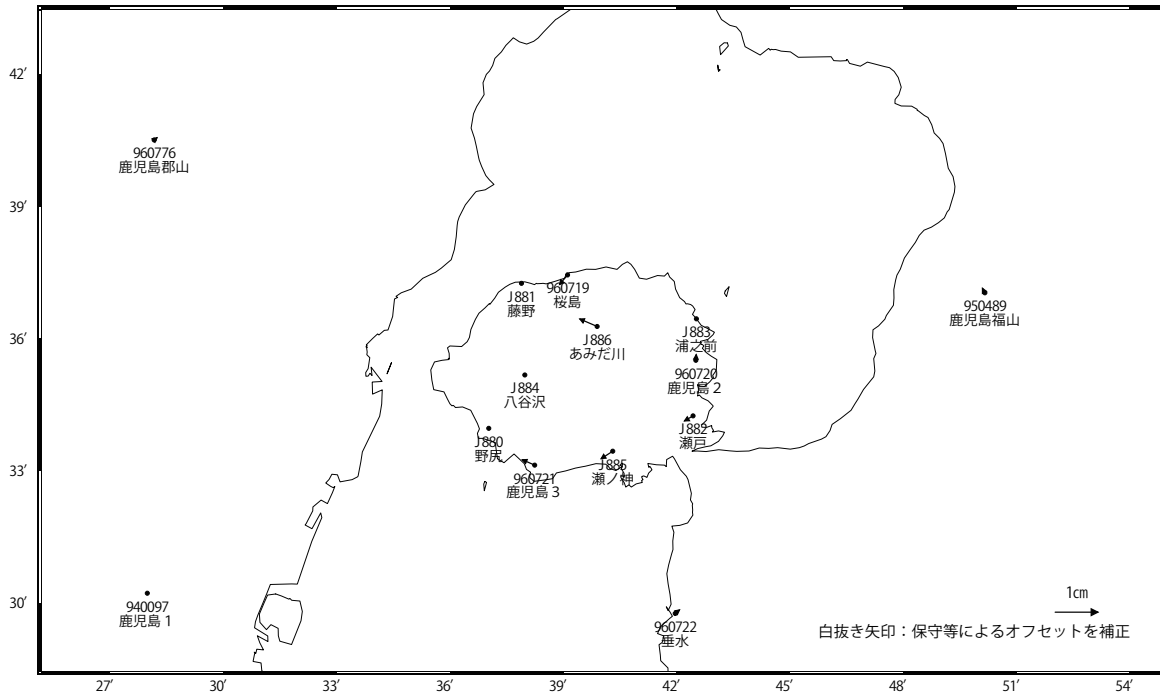 42′
960776
鹿児島郡山
39′
J881
藤野
960719
桜島
950489
鹿児島福山
36′
J886
あみだ川
J883
浦之前
960720
鹿児島 2
J884
八谷沢
J882
瀬戸
J880
野尻
33′
960721
鹿児島 3
J885
瀬ノ神
30′
940097
鹿児島 1
960722
垂水
1㎝
白抜き矢印：保守等によるオフセットを補正
27′ 30′ 33′ 36′ 39′ 42′ 45′ 48′ 51′ 54′